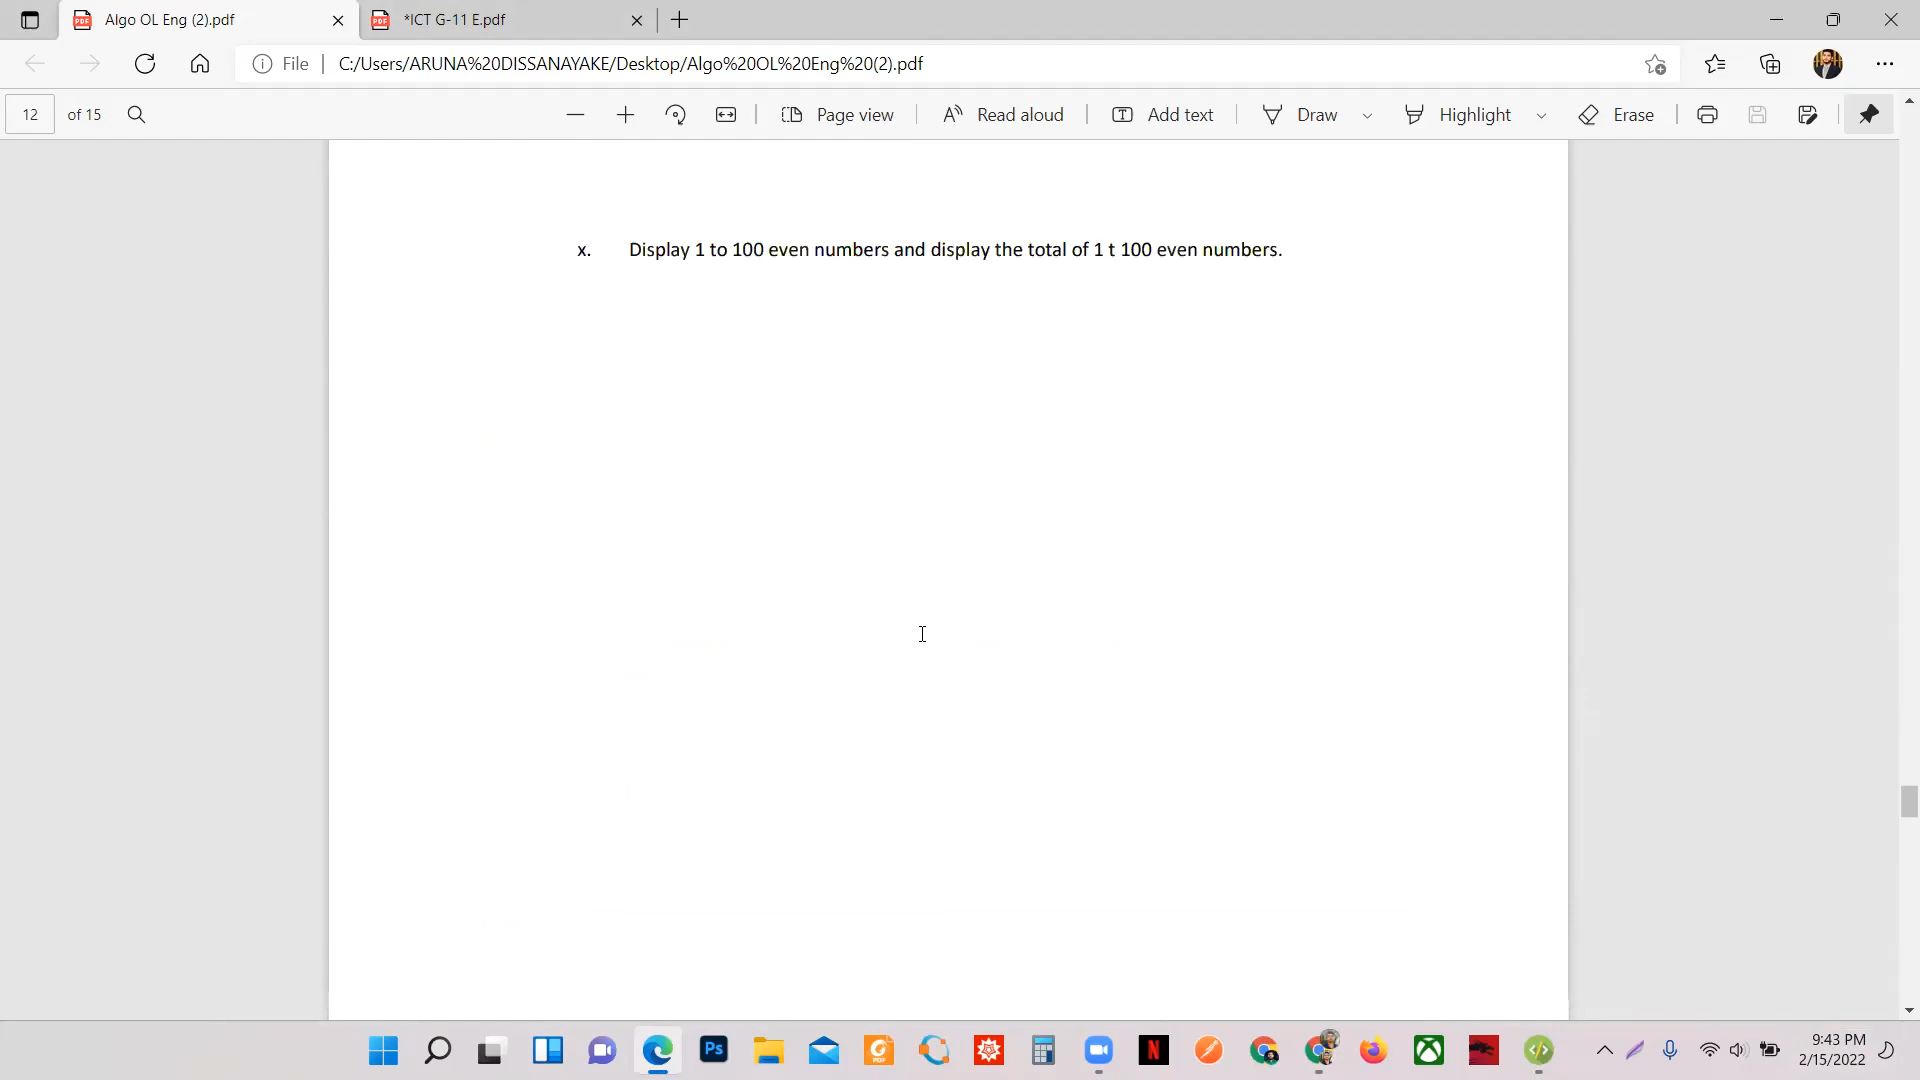 Algo OL Eng (2).pdf
*ICT G-11 E.pdf
File
C:/Users/ARUNA%20DISSANAYAKE/Desktop/Algo%20OL%20Eng%20(2).pdf
12 of 15
Page view
Read aloud
Add text
Draw
Highlight
Erase
x. Display 1 to 100 even numbers and display the total of 1 t 100 even numbers.
Ps
N
9:43 PM
2/15/2022